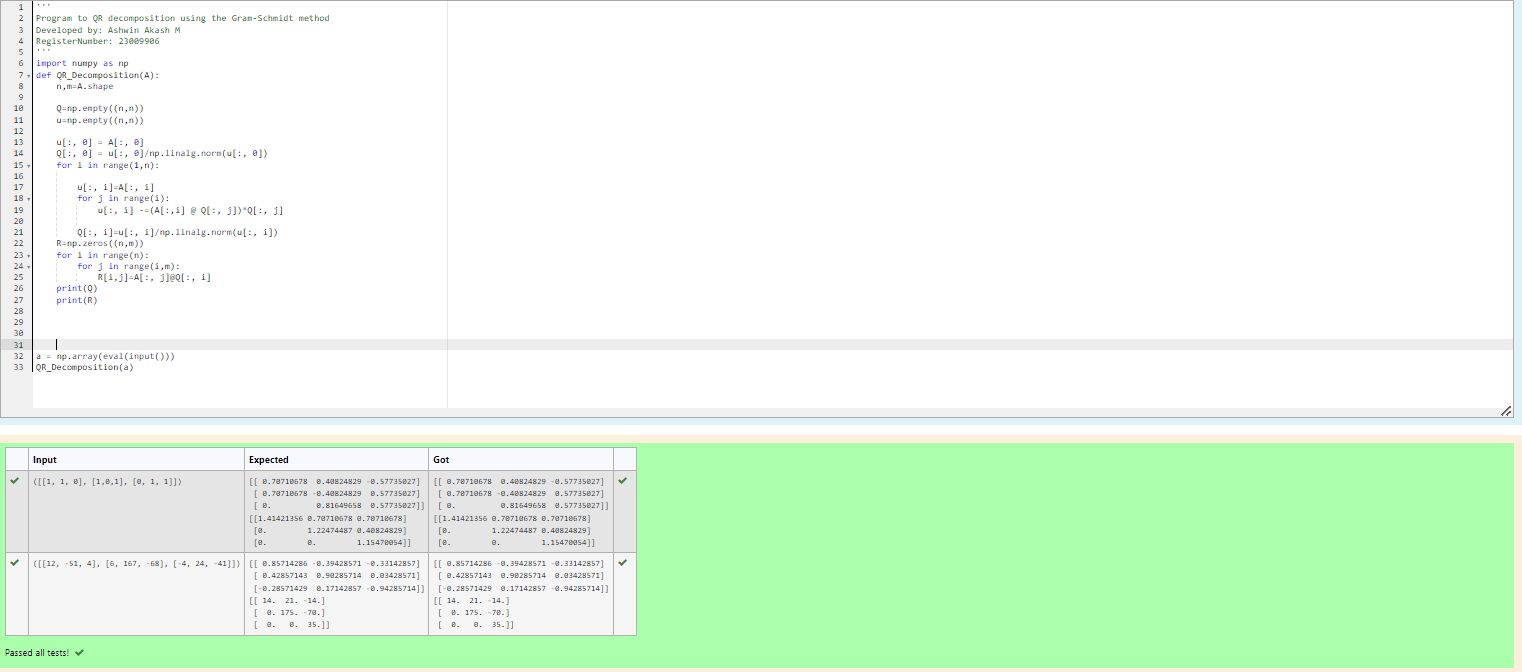 1 '''
2 Program to QR decomposition using the Gram-Schmidt method
3 Developed by: Ashwin Akash M
4 RegisterNumber: 23009906
5 '''
6 import numpy as np
7 def QR_Decomposition(A):
8     n,m=A.shape
9
10     Q=np.empty((n,n))
11     u=np.empty((n,n))
12
13     u[:, 0] = A[:, 0]
14     Q[:, 0] = u[:, 0]/np.linalg.norm(u[:, 0])
15     for i in range(1,n):
16
17         u[:, i]=A[:, i]
18         for j in range(i):
19             u[:, i] -=(A[:,i] @ Q[:, j])*Q[:, j]
20
21         Q[:, i]=u[:, i]/np.linalg.norm(u[:, i])
22     R=np.zeros((n,m))
23     for i in range(n):
24         for j in range(i,m):
25             R[i,j]=A[:, j]@Q[:, i]
26     print(Q)
27     print(R)
28
29
30
31
32 a = np.array(eval(input()))
33 QR_Decomposition(a)
Input Expected Got
([[1, 1, 0], [1,0,1], [0, 1, 1]]) [[ 0.70710678  0.40824829 -0.57735027] [[ 0.70710678  0.40824829 -0.57735027]
[ 0.70710678 -0.40824829  0.57735027] [ 0.70710678 -0.40824829  0.57735027]
[ 0.          0.81649658  0.57735027]] [ 0.          0.81649658  0.57735027]]
[[1.41421356 0.70710678 0.70710678] [[1.41421356 0.70710678 0.70710678]
[0.         1.22474487 0.40824829] [0.         1.22474487 0.40824829]
[0.         0.         1.15470054]] [0.         0.         1.15470054]]
([[12, -51, 4], [6, 167, -68], [-4, 24, -41]]) [[ 0.85714286 -0.39428571 -0.33142857] [[ 0.85714286 -0.39428571 -0.33142857]
[ 0.42857143  0.90285714  0.03428571] [ 0.42857143  0.90285714  0.03428571]
[-0.28571429  0.17142857 -0.94285714]] [-0.28571429  0.17142857 -0.94285714]]
[[ 14.  21. -14.] [[ 14.  21. -14.]
[  0. 175. -70.] [  0. 175. -70.]
[  0.   0.  35.]] [  0.   0.  35.]]
Passed all tests!